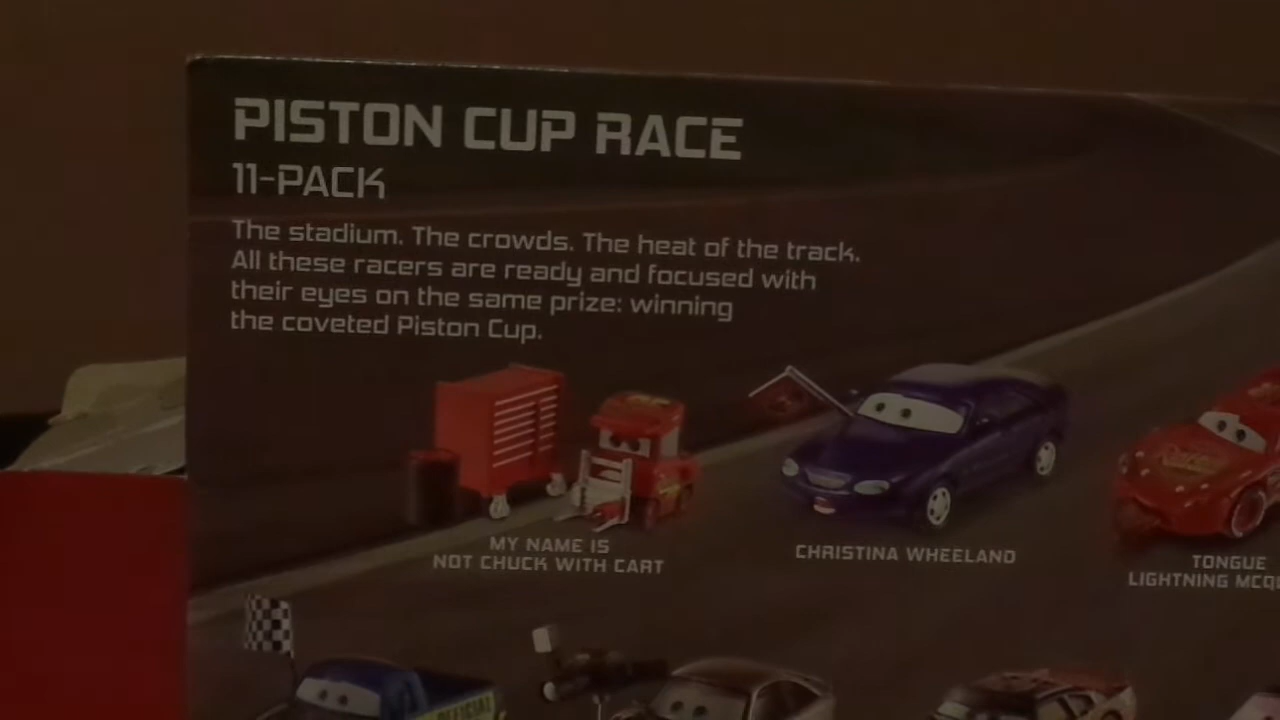 PISTON CUP RACE
11-PACK
The stadium. The crowds. The heat of the track.
All these racers are ready and focused with
their eyes on the same prize: winning
the coveted Piston Cup.
MY NAME IS
NOT CHUCK WITH CART
CHRISTINA WHEELAND
TONGUE
LIGHTNING
OFFICIAL